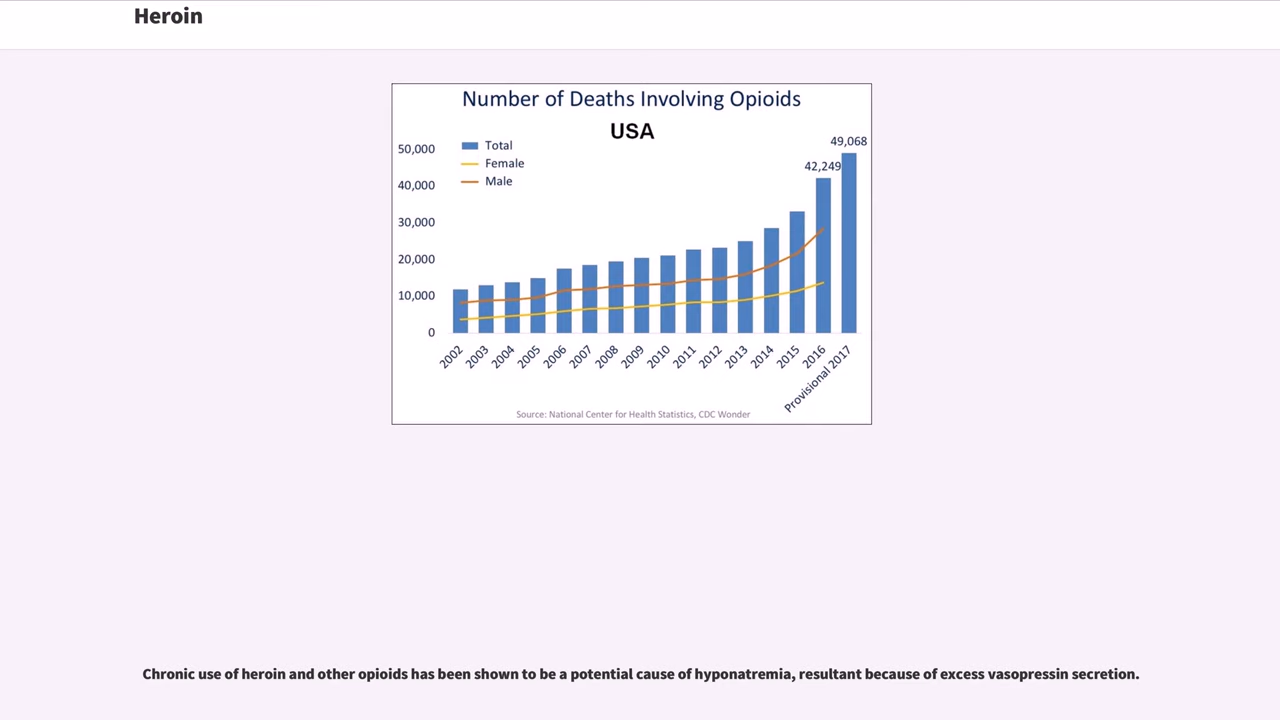 Heroin
Number of Deaths Involving Opioids
USA
49,068
42,249
Total
Female
Male
50,000
40,000
30,000
20,000
10,000
0
2002
2003
2004
2005
2006
2007
2008
2009
2010
2011
2012
2013
2014
2015
2016
Provisional 2017
Source: National Center for Health Statistics, CDC Wonder
Chronic use of heroin and other opioids has been shown to be a potential cause of hyponatremia, resultant because of excess vasopressin secretion.